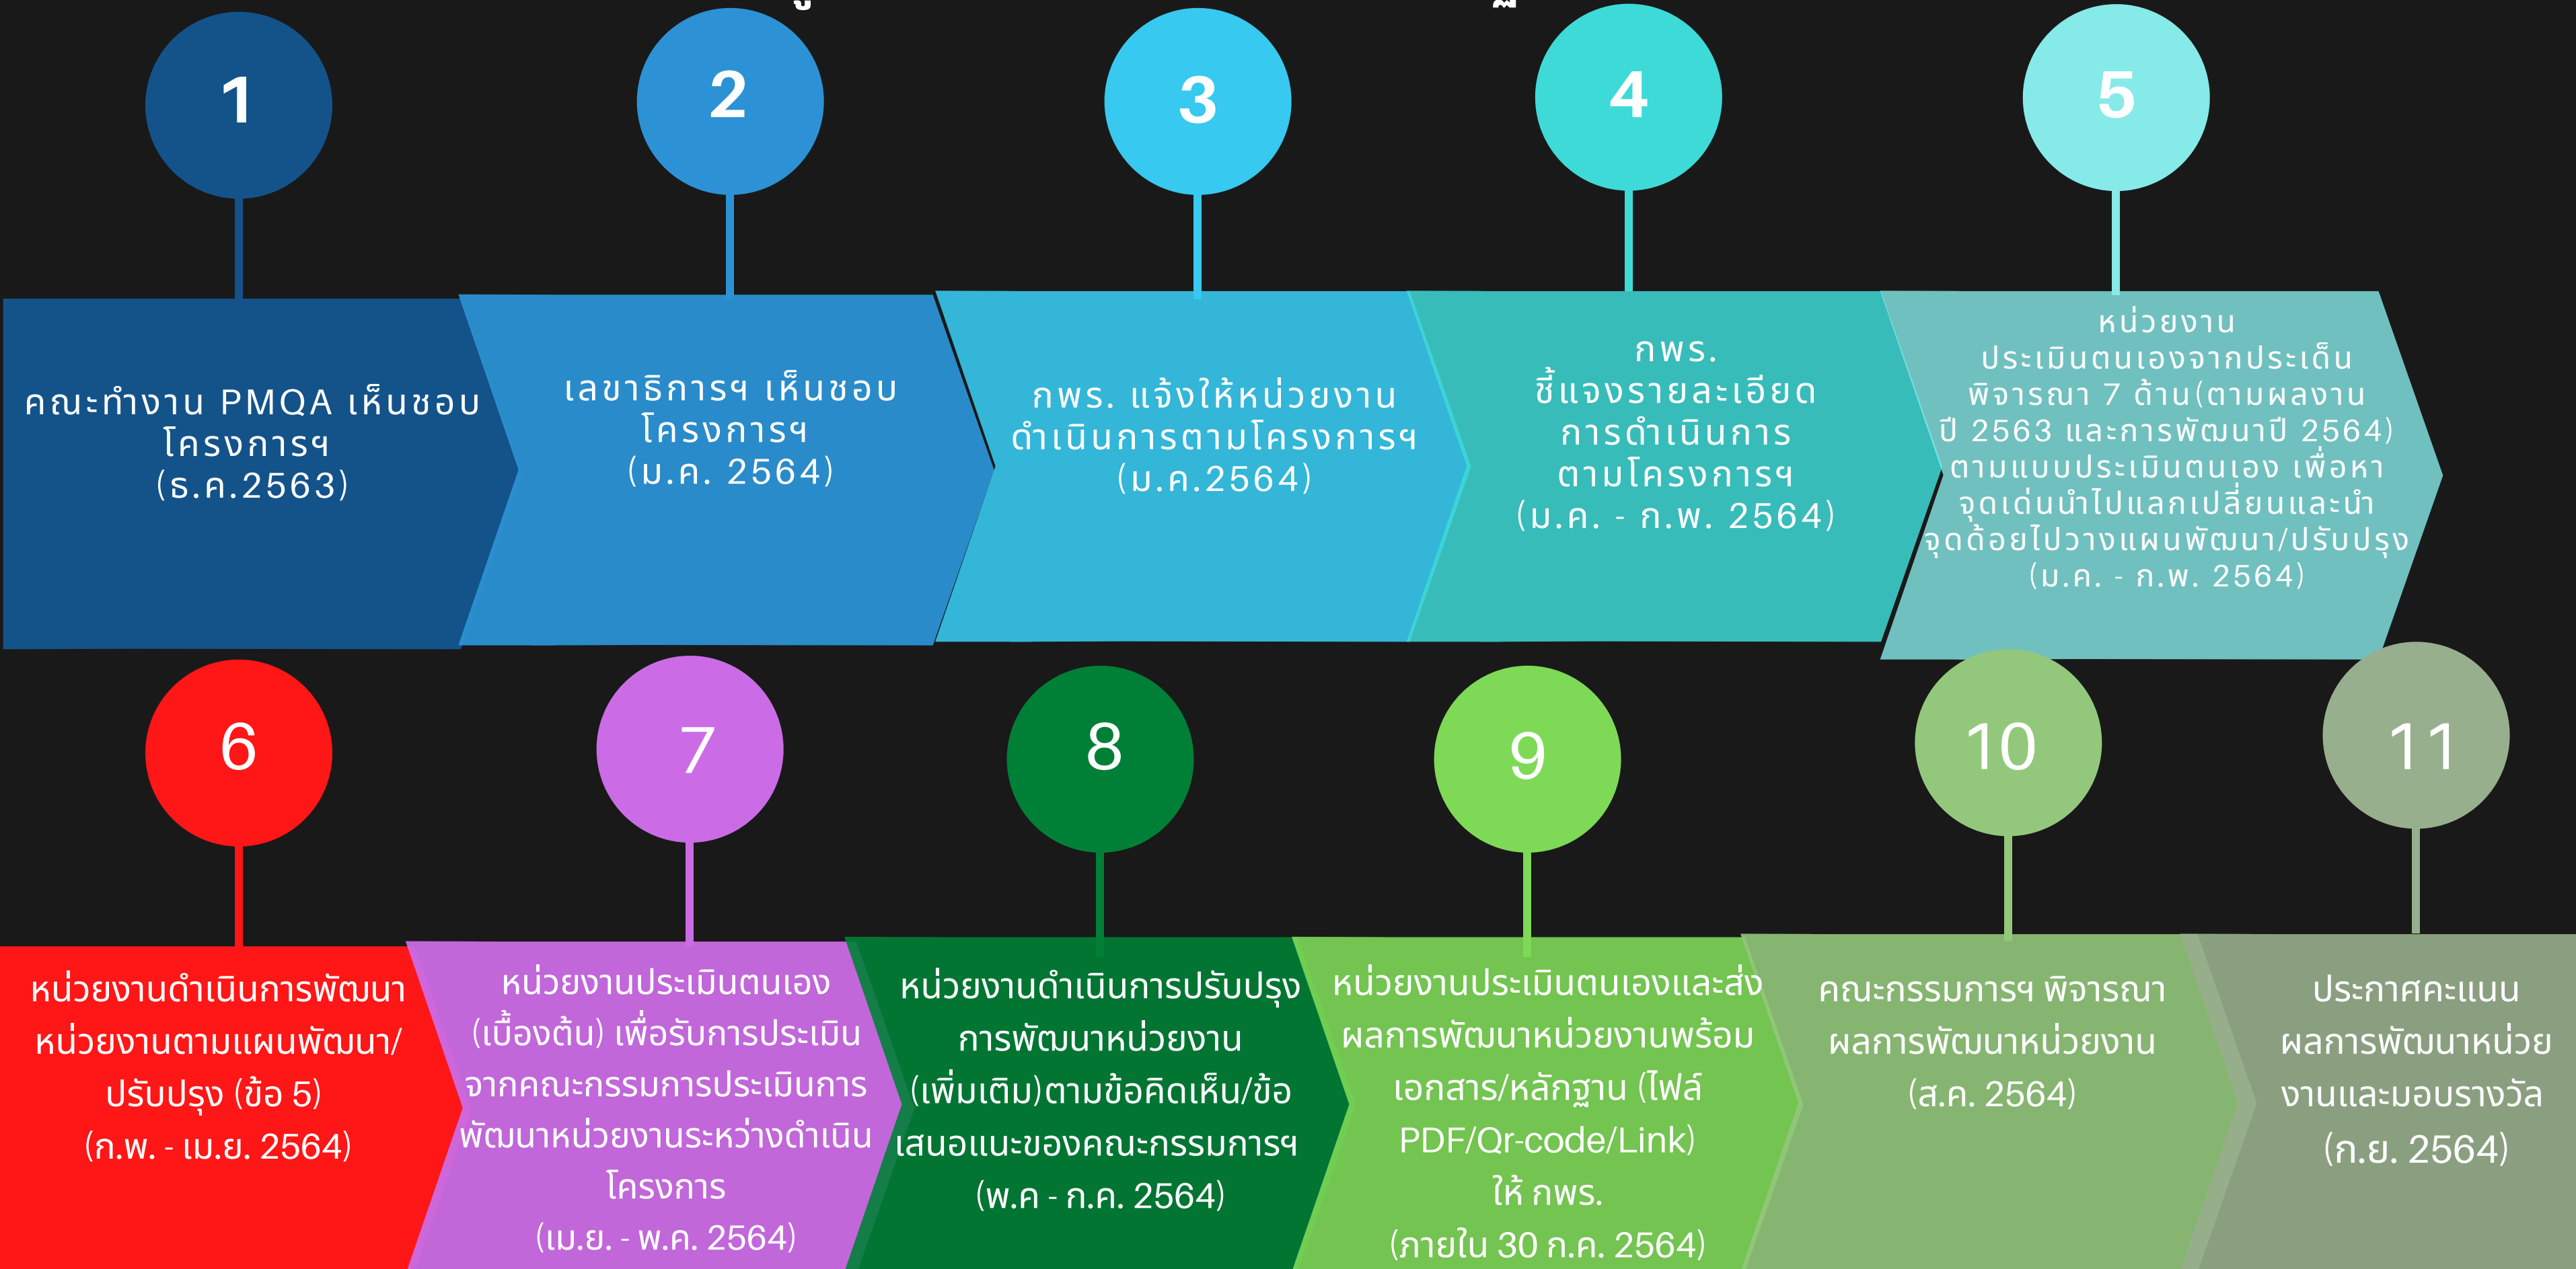 1
2
3
4
5
คณะทำงาน PMQA เห็นชอบ
โครงการฯ
(ธ.ค.2563)
เลขาธิการฯ เห็นชอบ
โครงการฯ
(ม.ค. 2564)
กพร. แจ้งให้หน่วยงาน
ดำเนินการตามโครงการฯ
(ม.ค.2564)
กพร.
ชี้แจงรายละเอียด
การดำเนินการ
ตามโครงการฯ
(ม.ค. - ก.พ. 2564)
หน่วยงาน
ประเมินตนเองจากประเด็น
พิจารณา 7 ด้าน(ตามผลงาน
ปี 2563 และการพัฒนาปี 2564)
ตามแบบประเมินตนเอง เพื่อหา
จุดเด่นนำไปแลกเปลี่ยนและนำ
จุดด้อยไปวางแผนพัฒนา/ปรับปรุง
(ม.ค. - ก.พ. 2564)
6
7
8
9
10
11
หน่วยงานดำเนินการพัฒนา
หน่วยงานตามแผนพัฒนา/
ปรับปรุง (ข้อ 5)
(ก.พ. - เม.ย. 2564)
หน่วยงานประเมินตนเอง
(เบื้องต้น) เพื่อรับการประเมิน
จากคณะกรรมการประเมินการ
พัฒนาหน่วยงานระหว่างดำเนิน
โครงการ
(เม.ย. - พ.ค. 2564)
หน่วยงานดำเนินการปรับปรุง
การพัฒนาหน่วยงาน
(เพิ่มเติม)ตามข้อคิดเห็น/ข้อ
เสนอแนะของคณะกรรมการฯ
(พ.ค - ก.ค. 2564)
หน่วยงานประเมินตนเองและส่ง
ผลการพัฒนาหน่วยงานพร้อม
เอกสาร/หลักฐาน (ไฟล์
PDF/Qr-code/Link)
ให้ กพร.
(ภายใน 30 ก.ค. 2564)
คณะกรรมการฯ พิจารณา
ผลการพัฒนาหน่วยงาน
(ส.ค. 2564)
ประกาศคะแนน
ผลการพัฒนาหน่วย
งานและมอบรางวัล
(ก.ย. 2564)